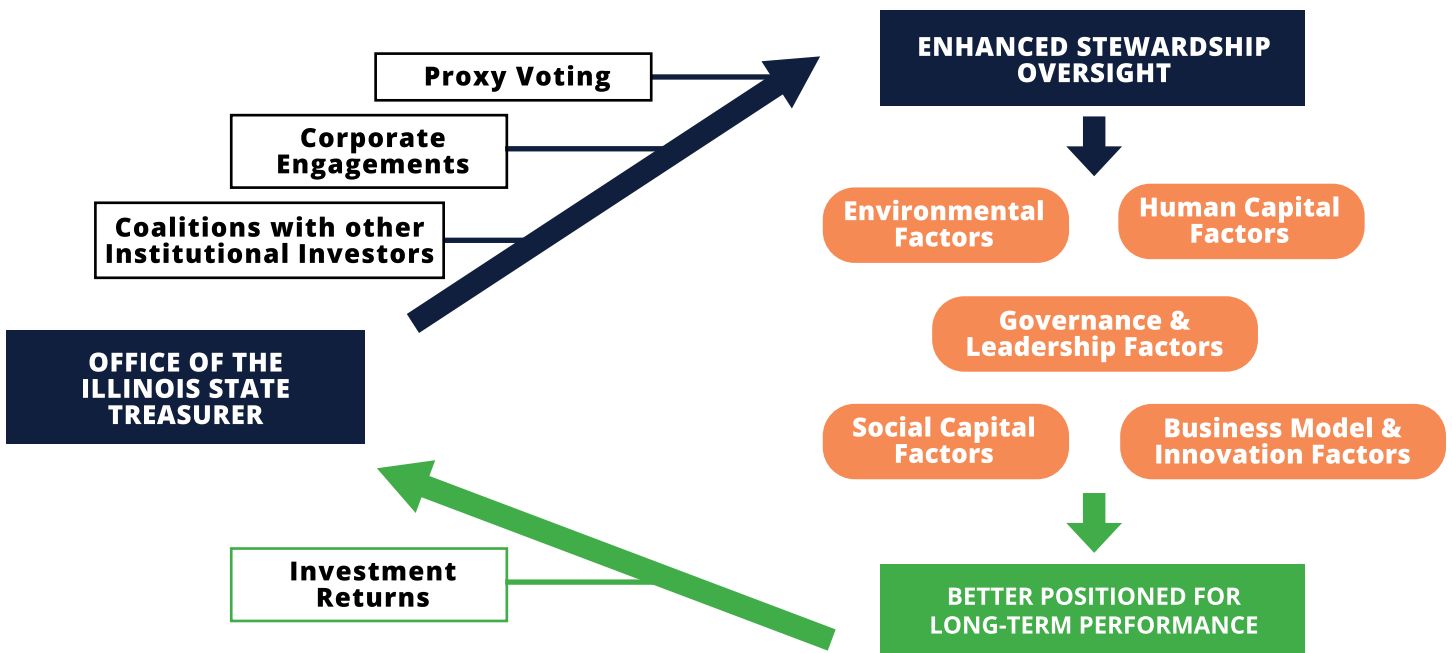 Proxy Voting
Corporate
Engagements
Coalitions with other
Institutional Investors
OFFICE OF THE
ILLINOIS STATE
TREASURER
Investment
Returns
ENHANCED STEWARDSHIP
OVERSIGHT
Environmental
Factors
Human Capital
Factors
Governance &
Leadership Factors
Social Capital
Factors
Business Model &
Innovation Factors
BETTER POSITIONED FOR
LONG-TERM PERFORMANCE